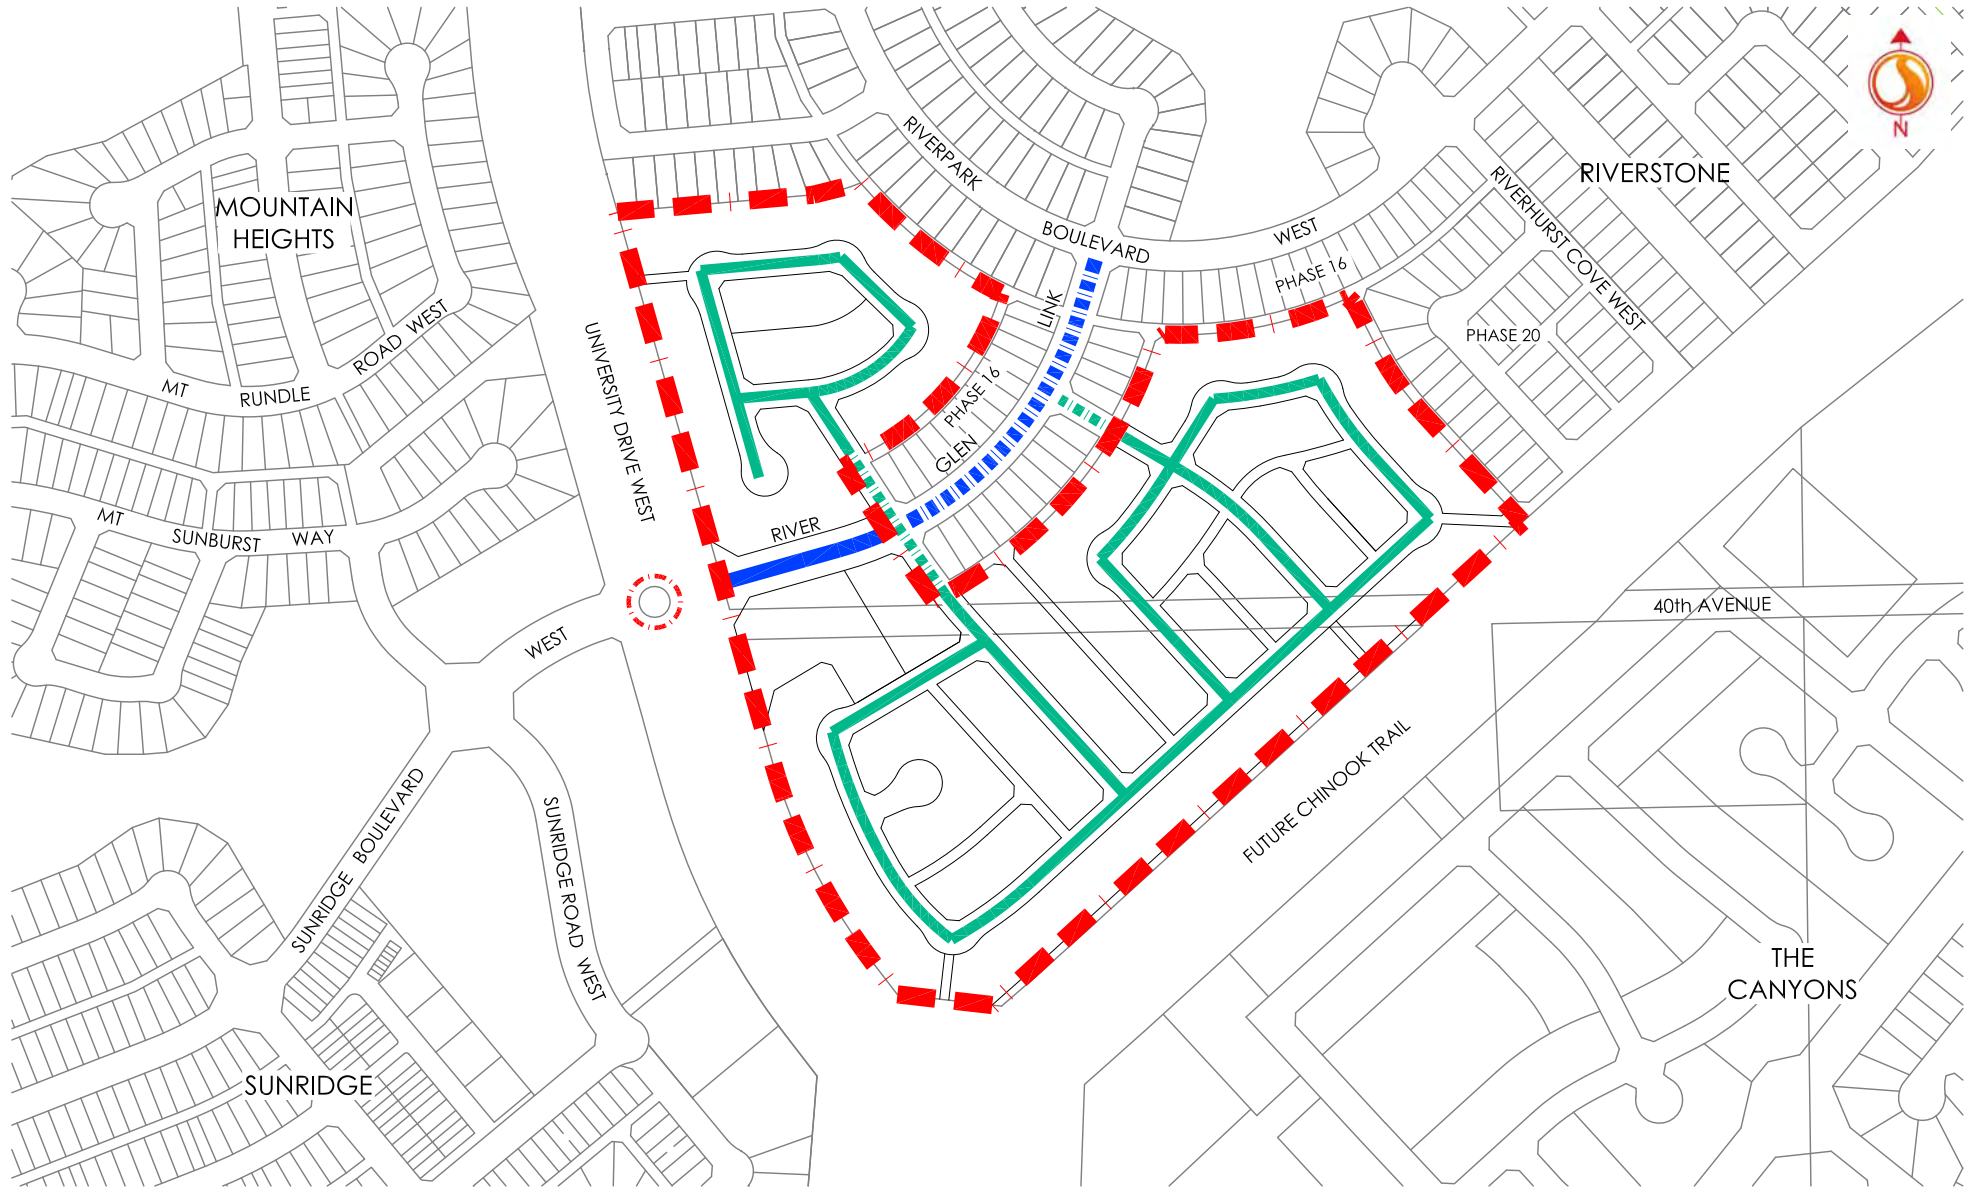 N
RIVERSTONE
RIVERPARK
BOULEVARD
WEST
PHASE 16
RIVERHURST COVE WEST
PHASE 20
MOUNTAIN
HEIGHTS
MT
RUNDLE
ROAD WEST
UNIVERSITY DRIVE WEST
LINK
PHASE 16
GLEN
RIVER
MT
SUNBURST
WAY
WEST
40th AVENUE
FUTURE CHINOOK TRAIL
SUNRIDGE BOULEVARD
SUNRIDGE ROAD WEST
THE
CANYONS
SUNRIDGE